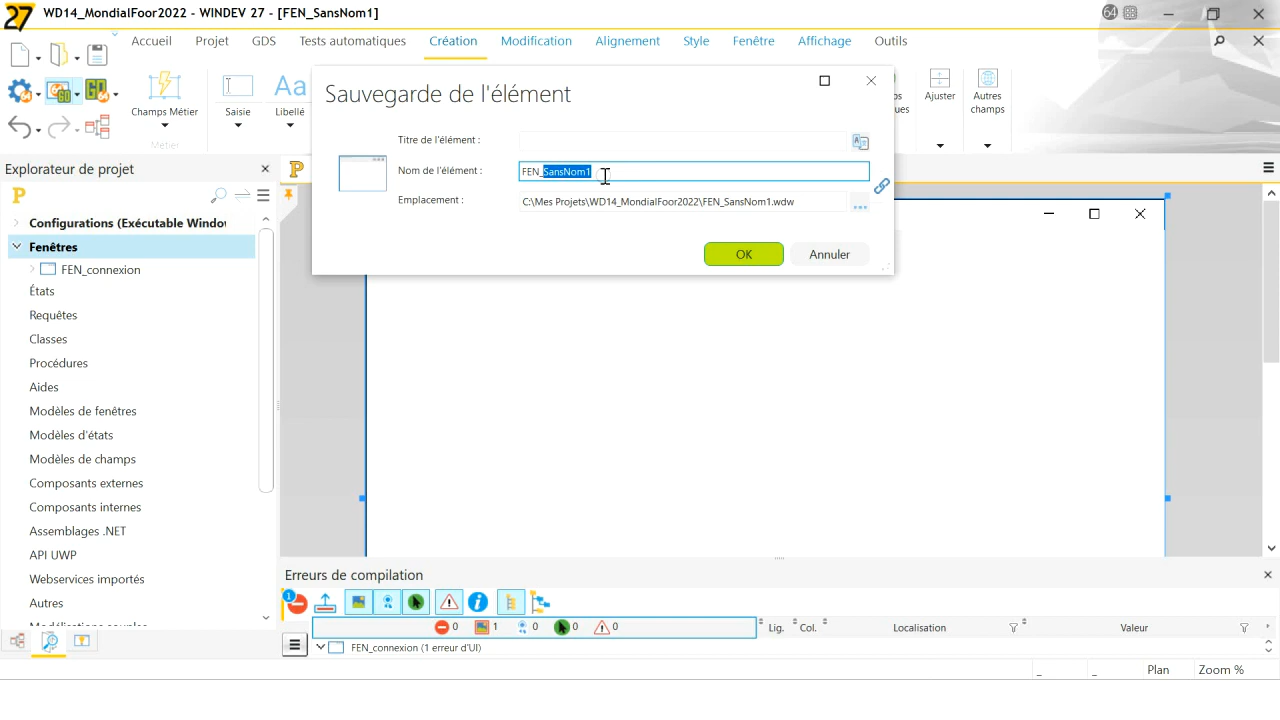 27 WD14_MondialFoor2022 - WINDEV 27 - [FEN_SansNom1] 64
Accueil Projet GDS Tests automatiques Création Modification Alignement Style Fenêtre Affichage Outils
Champs Métier
Saisie
Libellé
Ajuster
Autres champs
Métier
Sauvegarde de l'élément
Titre de l'élément :
Nom de l'élément : FEN_SansNom1
Emplacement : C:\Mes Projets\WD14_MondialFoor2022\FEN_SansNom1.wdw
OK Annuler
Explorateur de projet
Configurations (Exécutable Windo
Fenêtres
FEN_connexion
États
Requêtes
Classes
Procédures
Aides
Modèles de fenêtres
Modèles d'états
Modèles de champs
Composants externes
Composants internes
Assemblages .NET
API UWP
Webservices importés
Autres
Erreurs de compilation
1
0 1 0 0 0 Lig. Col. Localisation Valeur
FEN_connexion (1 erreur d'UI)
Plan Zoom %